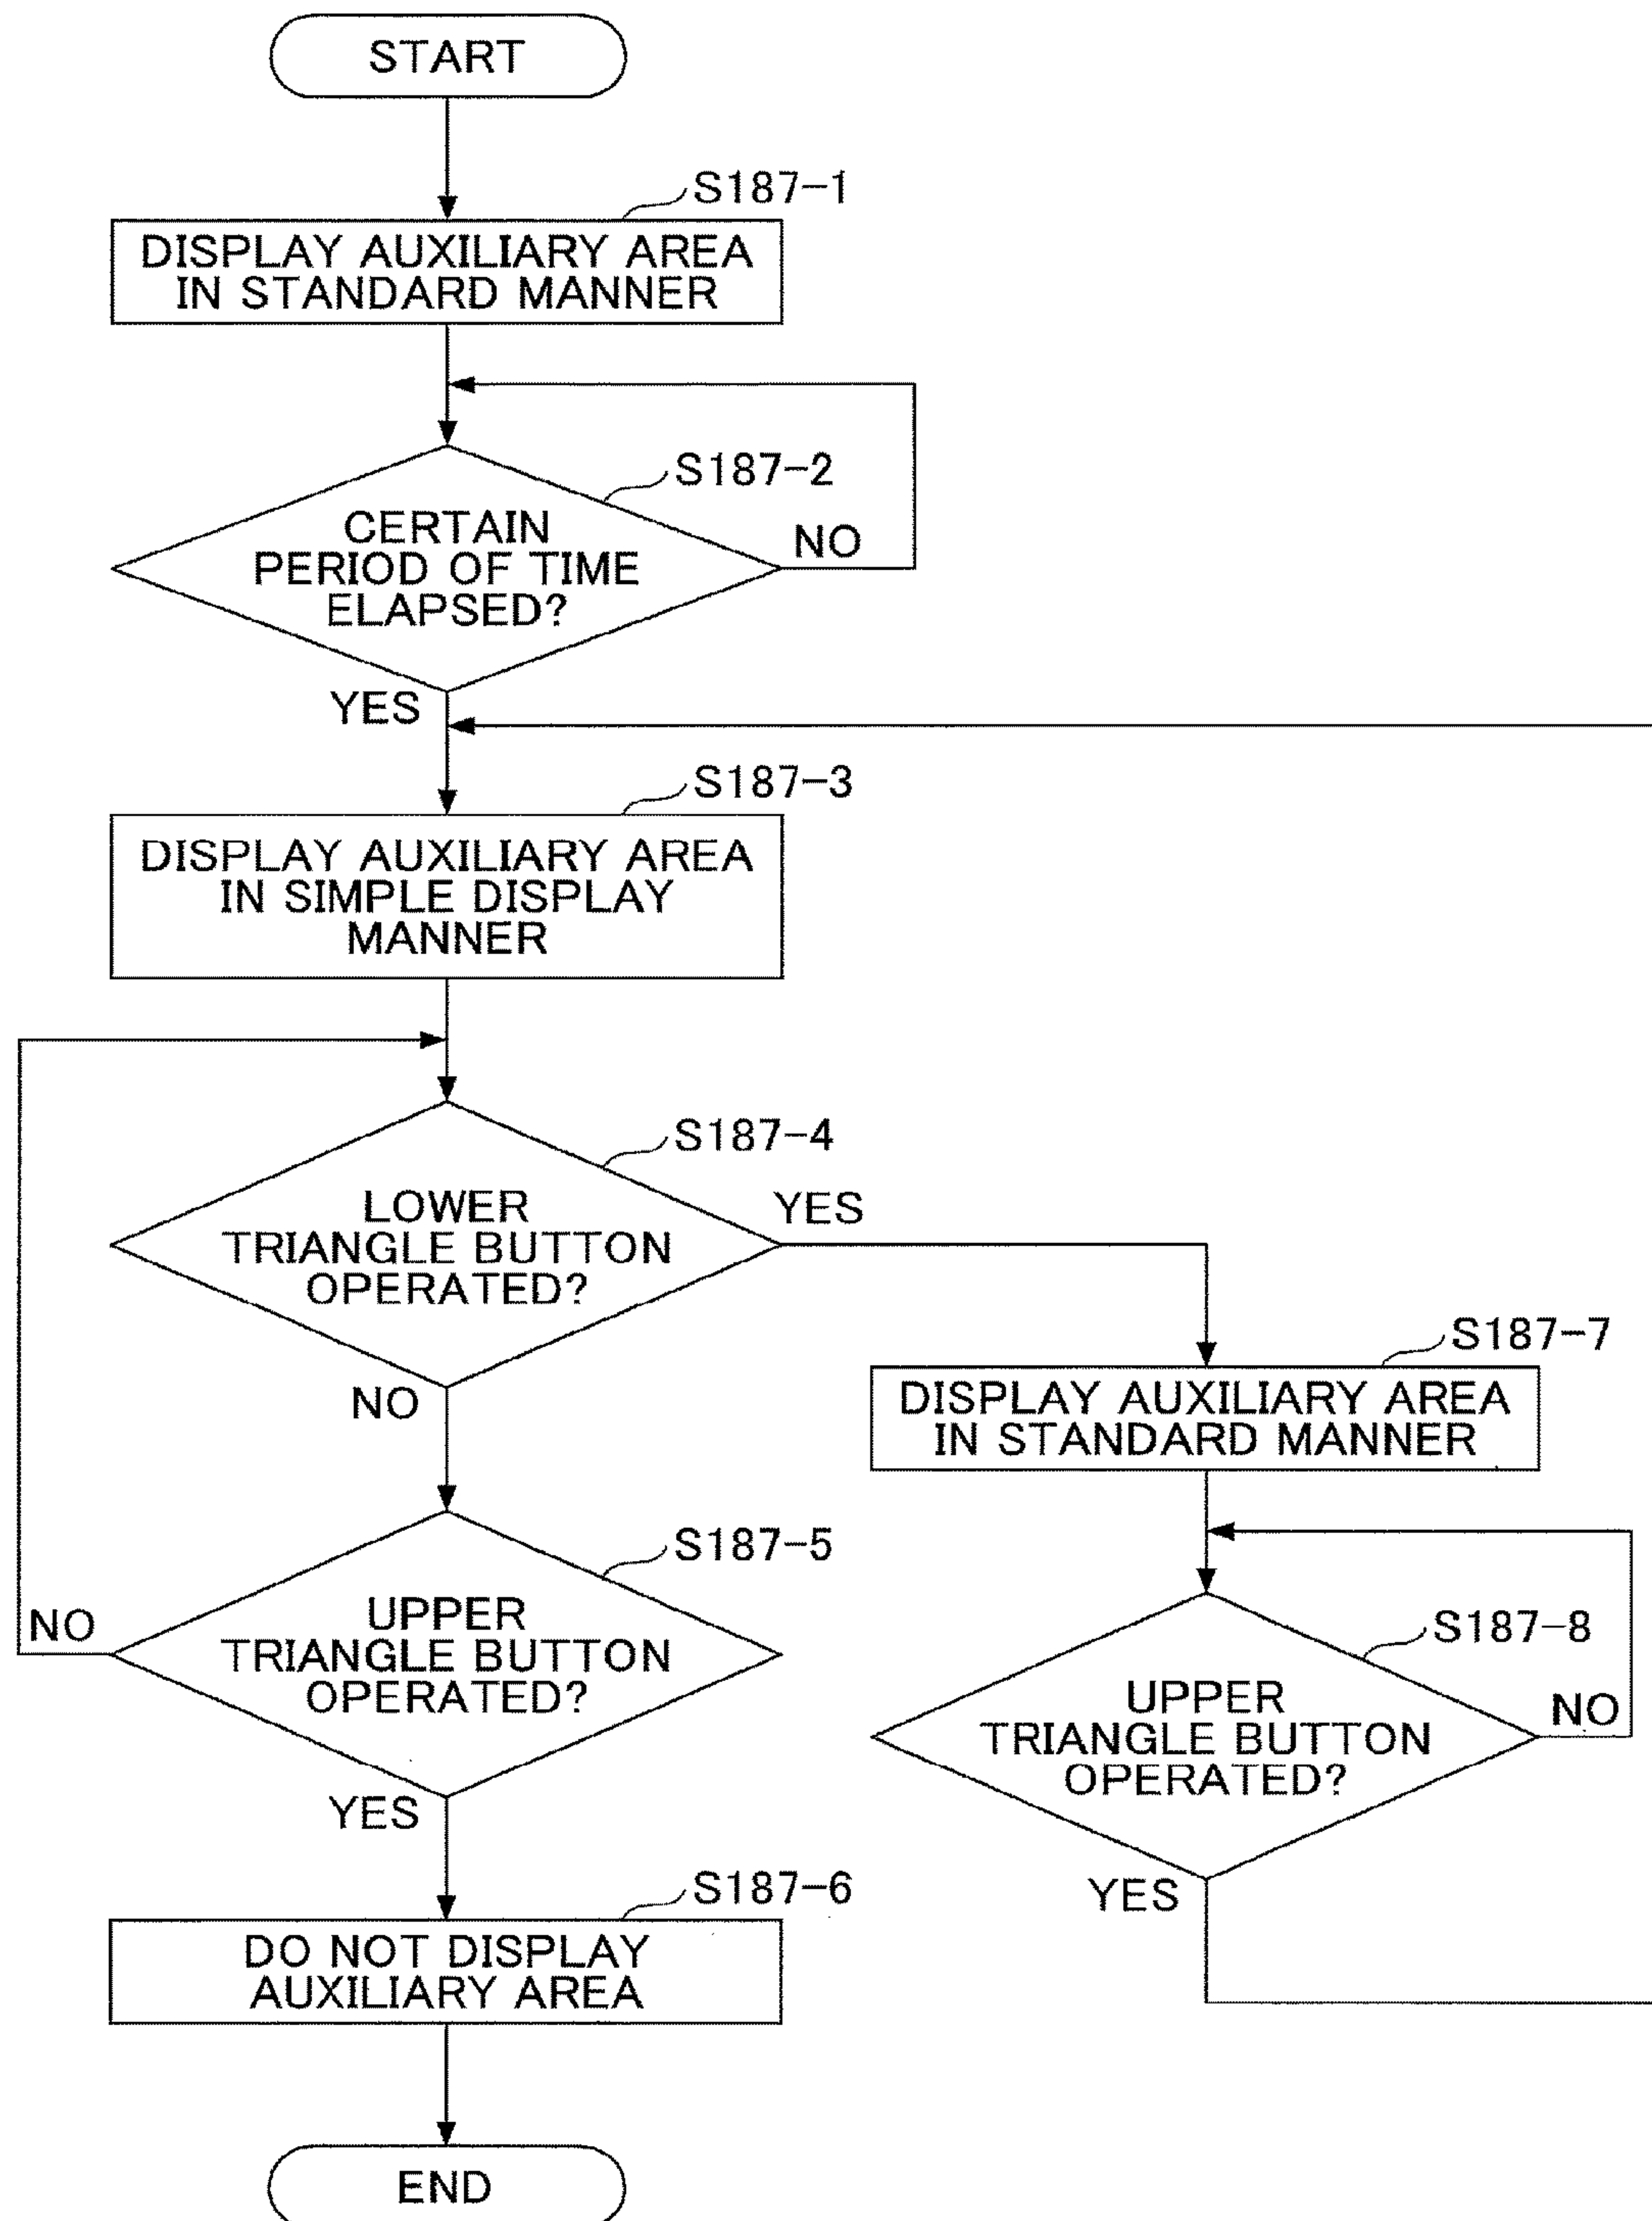 START
S187-1
DISPLAY AUXILIARY AREA
IN STANDARD MANNER
S187-2
CERTAIN
PERIOD OF TIME
ELAPSED?
NO
YES
S187-3
DISPLAY AUXILIARY AREA
IN SIMPLE DISPLAY
MANNER
S187-4
LOWER
TRIANGLE BUTTON
OPERATED?
YES
NO
S187-5
UPPER
TRIANGLE BUTTON
OPERATED?
NO
YES
S187-6
DO NOT DISPLAY
AUXILIARY AREA
END
S187-7
DISPLAY AUXILIARY AREA
IN STANDARD MANNER
S187-8
UPPER
TRIANGLE BUTTON
OPERATED?
NO
YES